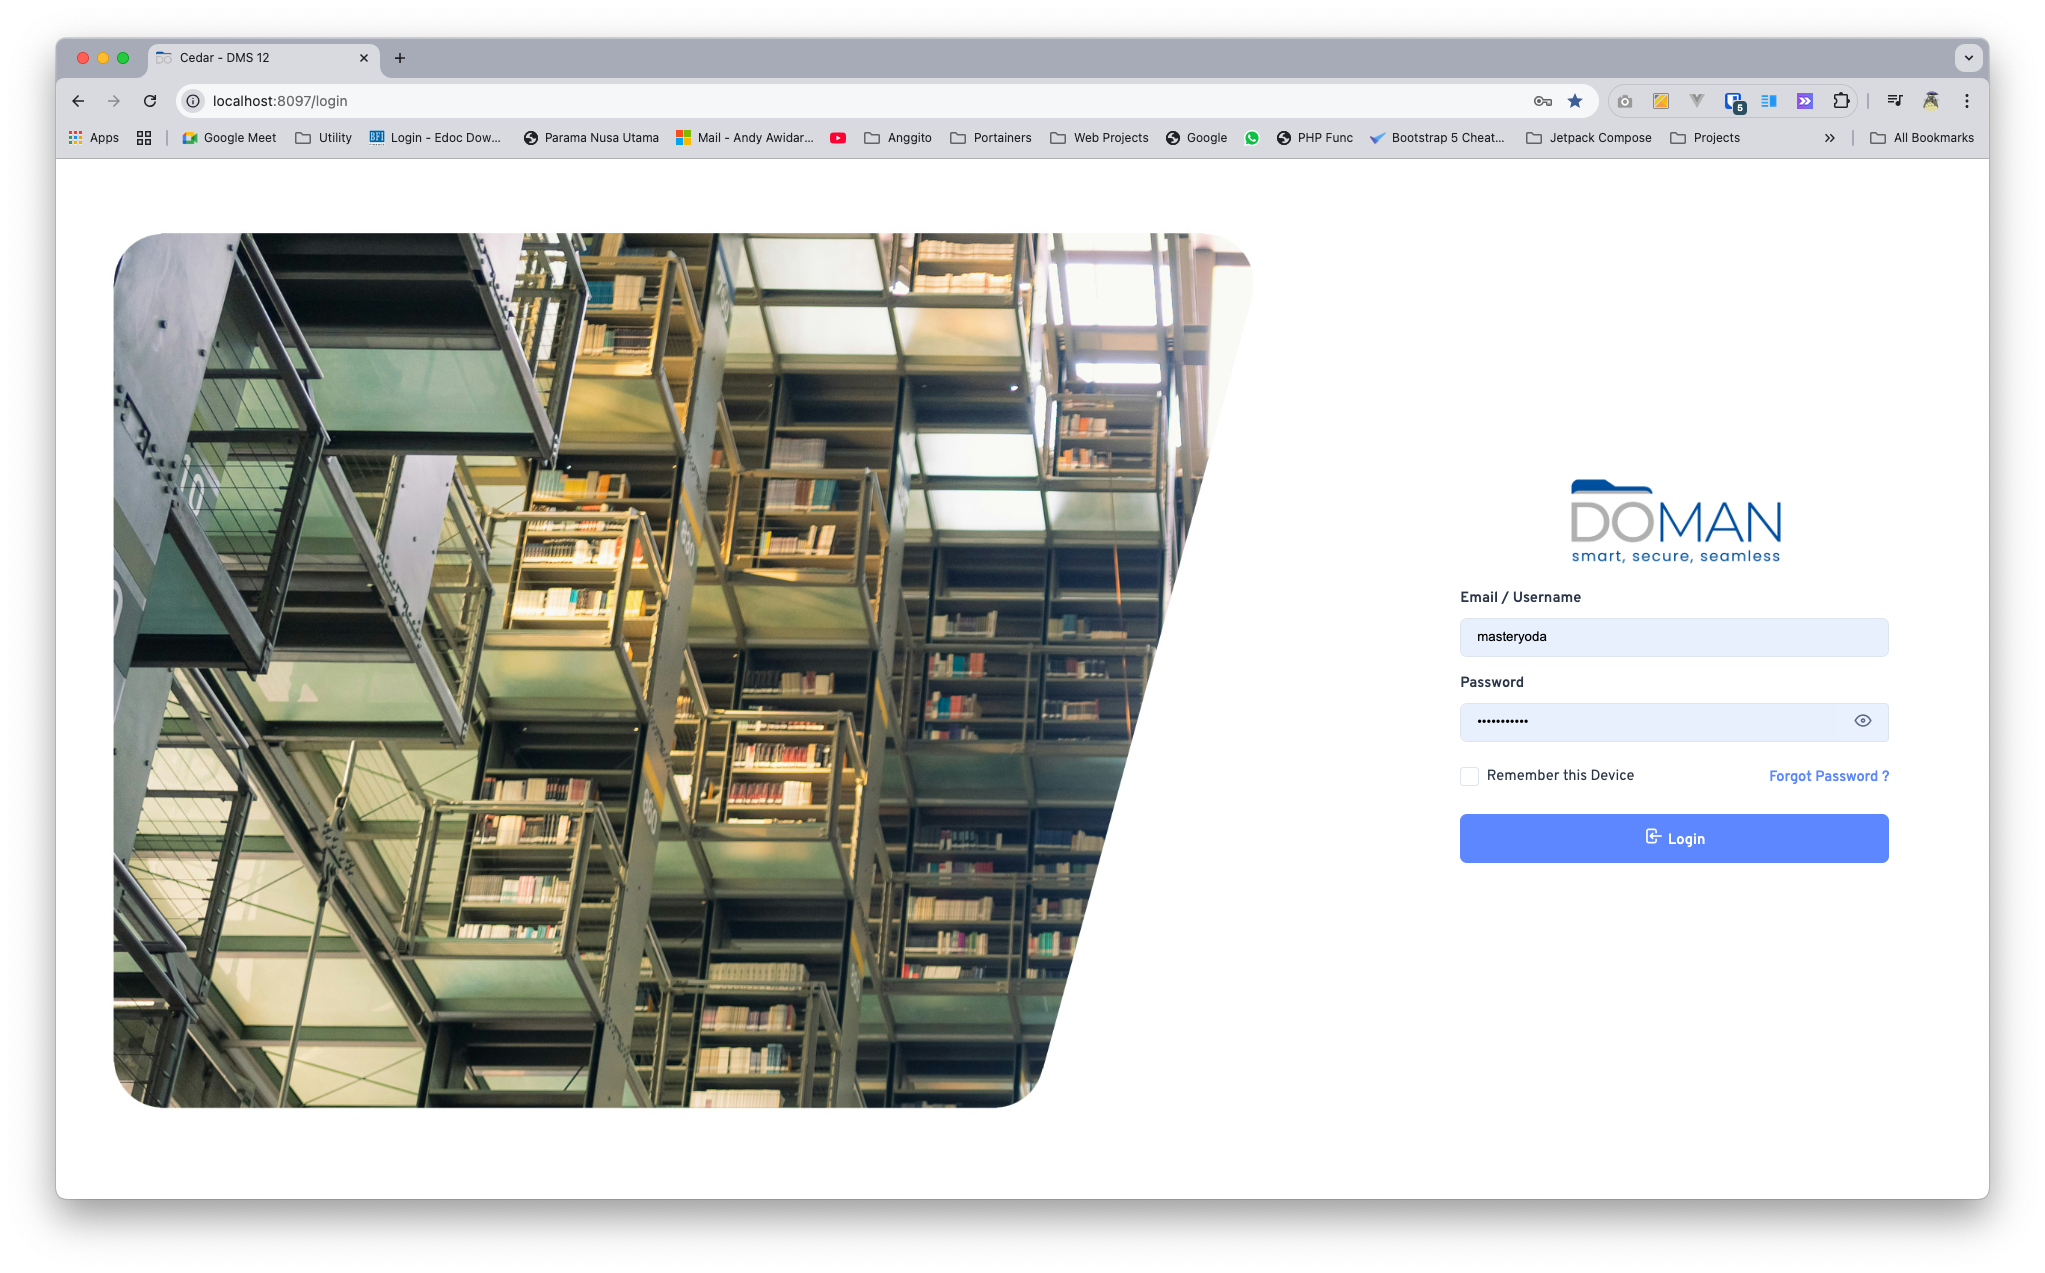 Cedar - DMS 12
localhost:8097/login
5
Apps
Google Meet
Utility
BFI
Login - Edoc Dow...
Parama Nusa Utama
Mail - Andy Awidar...
Anggito
Portainers
Web Projects
Google
PHP Func
Bootstrap 5 Cheat...
Jetpack Compose
Projects
All Bookmarks
DOMAN
smart, secure, seamless
Email / Username
masteryoda
Password
•••••••••••
Remember this Device
Forgot Password ?
Login